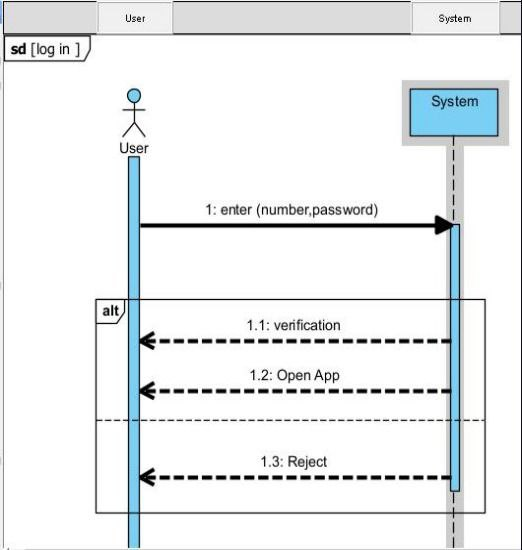 User
System
sd [log in ]
System
User
1: enter (number,password)
alt
1.1: verification
1.2: Open App
1.3: Reject